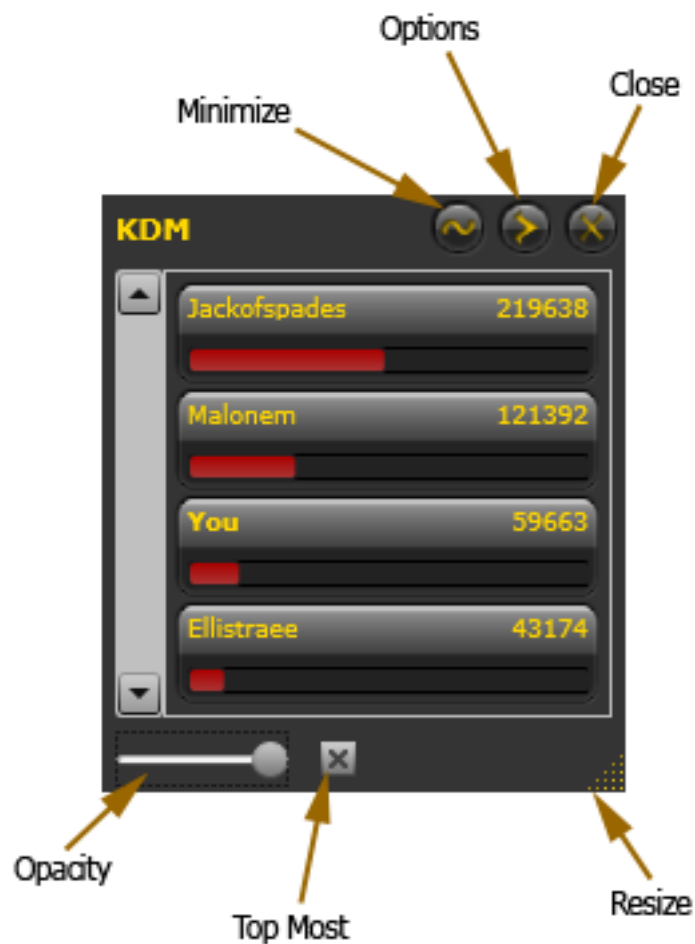 Options
Close
Minimize
KDM
Jackofspades 219638
Malonem 121392
You 59663
Ellistraee 43174
Opacity
Top Most
Resize